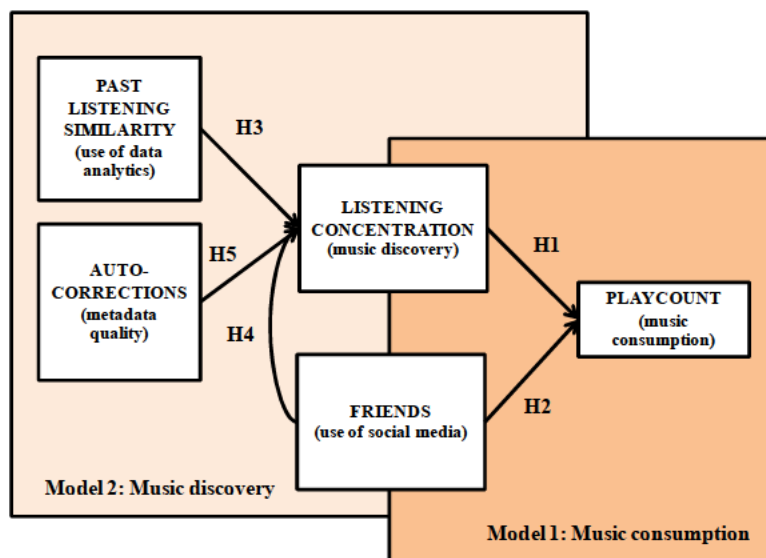 PAST
LISTENING
SIMILARITY
(use of data
analytics)
H3
LISTENING
CONCENTRATION
(music discovery)
H1
H5
AUTO-
CORRECTIONS
(metadata
quality)
H4
PLAYCOUNT
(music
consumption)
H2
FRIENDS
(use of social media)
Model 2: Music discovery
Model 1: Music consumption